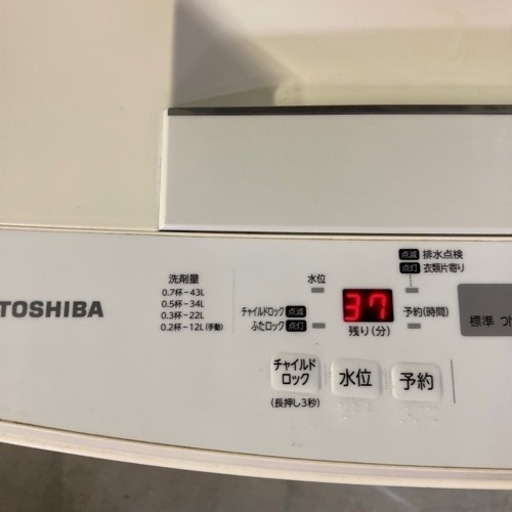 点滅 排水点検
点灯 衣類片寄り
洗剤量
水位
0.7杯-43L
0.5杯-34L
0.3杯-22L
0.2杯-12L(手動)
TOSHIBA
チャイルドロック 点滅
ふたロック 点灯
37
残り(分)
予約(時間)
標準
チャイルドロック
(長押し3秒)
水位
予約